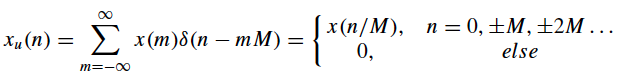 x_u(n) = \sum_{m=-\infty}^{\infty} x(m)\delta(n - mM) = \begin{cases} x(n/M), & n = 0, \pm M, \pm 2M \ldots \\ 0, & else \end{cases}